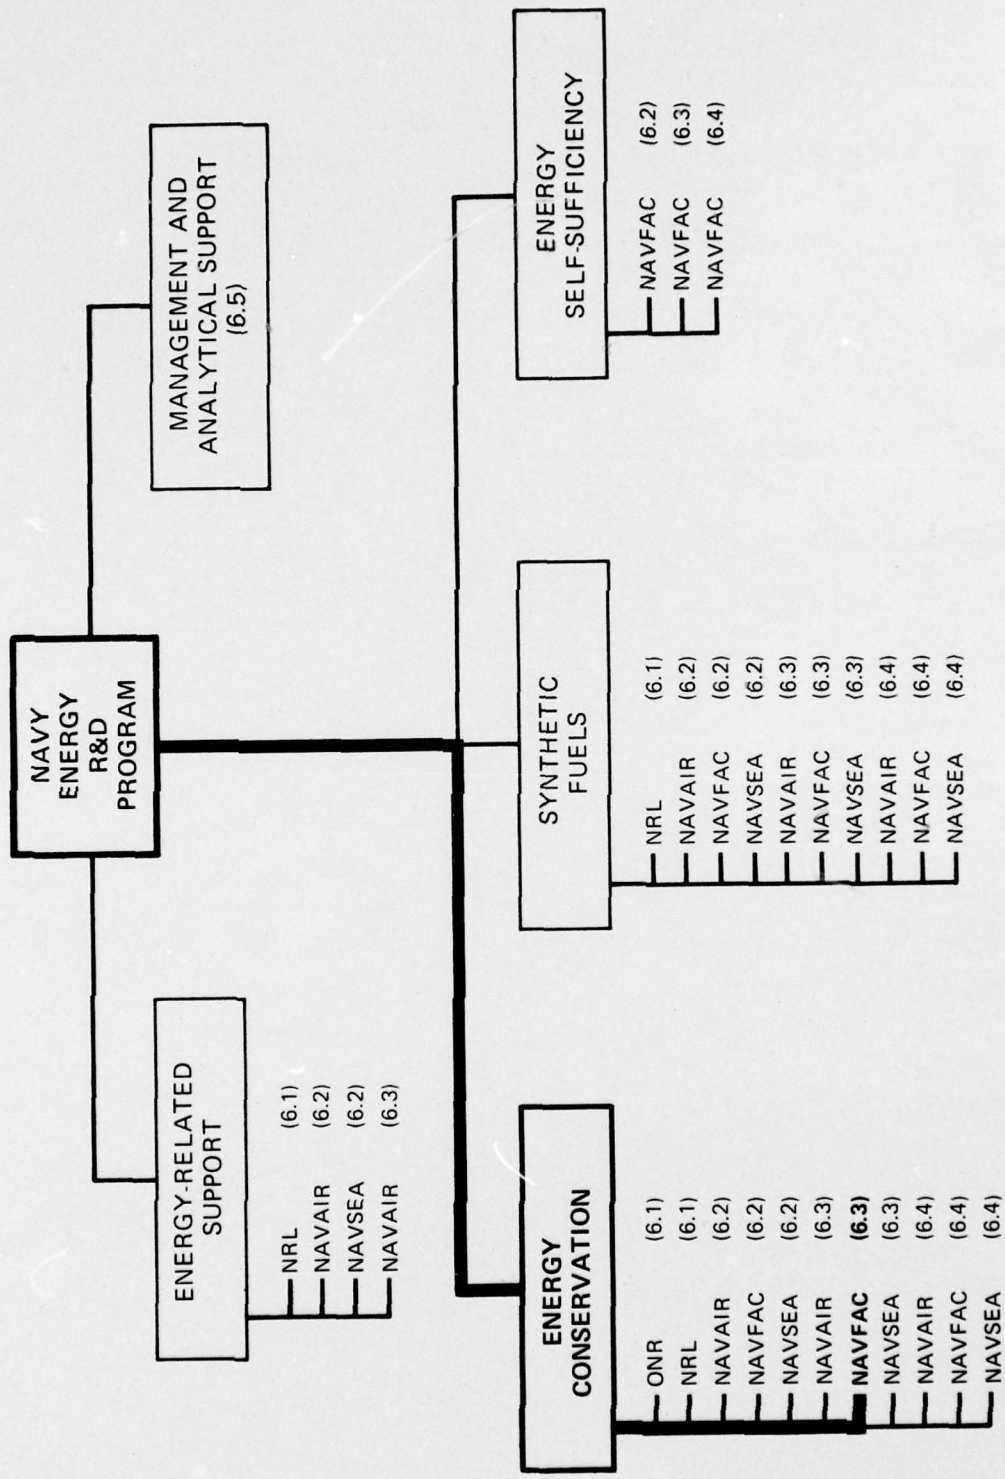 NAVY
ENERGY
R&D
PROGRAM
ENERGY-RELATED
SUPPORT
NRL (6.1)
NAVAIR (6.2)
NAVSEA (6.2)
NAVAIR (6.3)
MANAGEMENT AND
ANALYTICAL SUPPORT
(6.5)
ENERGY
CONSERVATION
ONR (6.1)
NRL (6.1)
NAVAIR (6.2)
NAVFAC (6.2)
NAVSEA (6.2)
NAVAIR (6.3)
NAVFAC (6.3)
NAVSEA (6.3)
NAVAIR (6.4)
NAVFAC (6.4)
NAVSEA (6.4)
SYNTHETIC
FUELS
NRL (6.1)
NAVAIR (6.2)
NAVFAC (6.2)
NAVSEA (6.2)
NAVAIR (6.3)
NAVFAC (6.3)
NAVSEA (6.3)
NAVAIR (6.4)
NAVFAC (6.4)
NAVSEA (6.4)
ENERGY
SELF-SUFFICIENCY
NAVFAC (6.2)
NAVFAC (6.3)
NAVFAC (6.4)